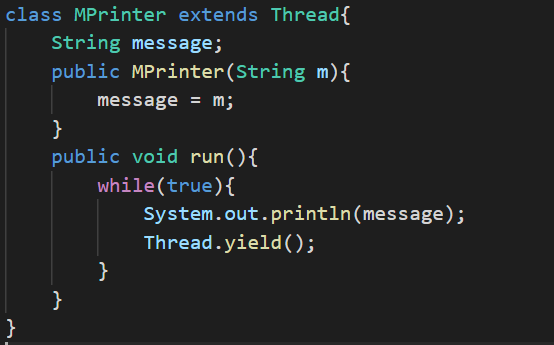 class MPrinter extends Thread{
    String message;
    public MPrinter(String m){
        message = m;
    }
    public void run(){
        while(true){
            System.out.println(message);
            Thread.yield();
        }
    }
}